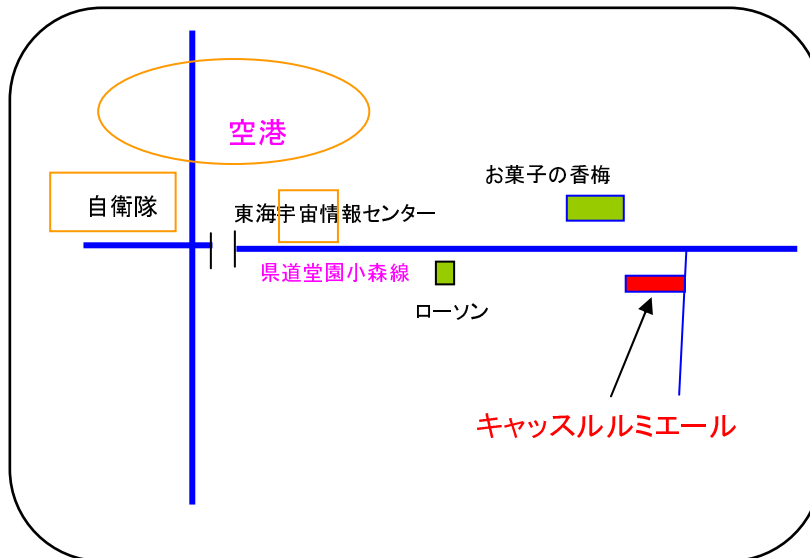 空港
お菓子の香梅
自衛隊
東海宇宙情報センター
県道堂園小森線
ローソン
キャッスルルミエール